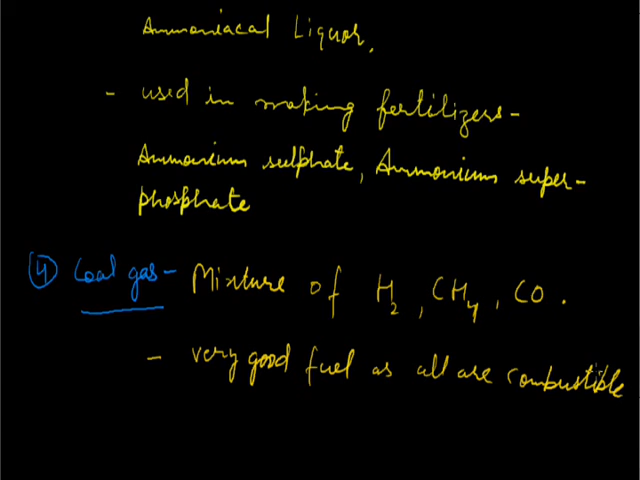 Ammoniacal Liquor,
- used in making fertilizers-
Ammonium sulphate, Ammonium super-
phosphate
④ Coal gas- Mixture of H₂, CH₄, CO.
- very good fuel as all are combustible